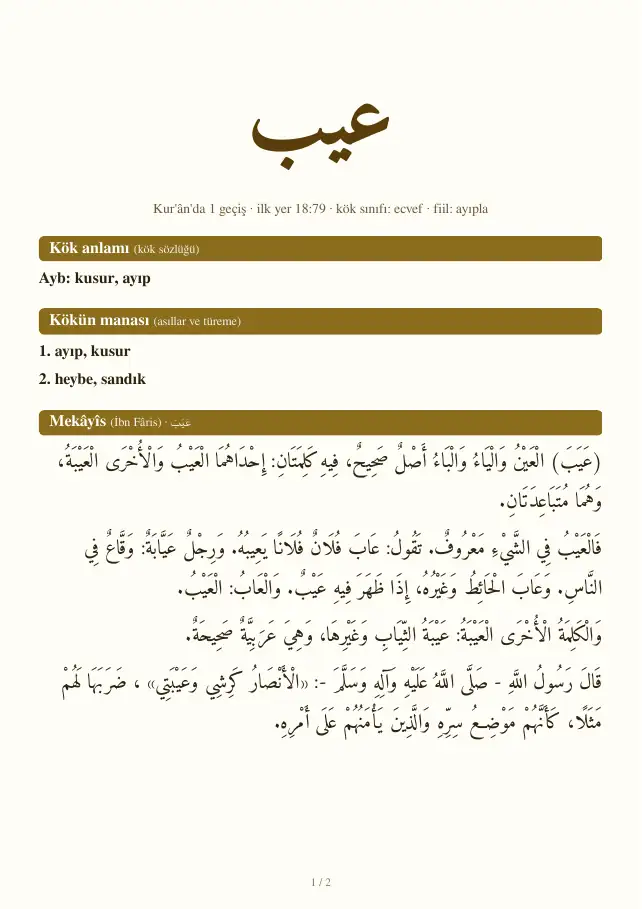 عيب
Kur'ân'da 1 geçiş · ilk yer 18:79 · kök sınıfı: ecvef · fiil: ayıpla
Kök anlamı (kök sözlüğü)
Ayb: kusur, ayıp
Kökün manası (asıllar ve türeme)
1. ayıp, kusur
2. heybe, sandık
Mekâyîs (İbn Fâris) · عَيَبَ
(عَيَبَ) الْعَيْنُ وَالْيَاءُ وَالْبَاءُ أَصْلٌ صَحِيحٌ، فِيهِ كَلِمَتَانِ: إِحْدَاهُمَا الْعَيْبُ وَالْأُخْرَى الْعَيْبَةُ،
وَهُمَا مُتَبَاعِدَتَانِ.
فَالْعَيْبُ فِي الشَّيْءِ مَعْرُوفٌ. تَقُولُ: عَابَ فُلَانٌ فُلَانًا يَعِيبُهُ. وَرِجْلٌ عَيَّابَةٌ: وَقَّاعٌ فِي
النَّاسِ. وَعَابَ الْحَائِطُ وَغَيْرُهُ، إِذَا ظَهَرَ فِيهِ عَيْبٌ. وَالْعَابُ: الْعَيْبُ.
وَالْكَلِمَةُ الْأُخْرَى الْعَيْبَةُ: عَيْبَةُ الثِّيَابِ وَغَيْرِهَا، وَهِيَ عَرَبِيَّةٌ صَحِيحَةٌ.
قَالَ رَسُولُ اللَّهِ - صَلَّى اللَّهُ عَلَيْهِ وَآلِهِ وَسَلَّمَ -: «الْأَنْصَارُ كَرِشِي وَعَيْبَتِي» ، ضَرَبَهَا لَهُمْ
مَثَلًا، كَأَنَّهُمْ مَوْضِعُ سِرِّهِ وَالَّذِينَ يَأْمَنُهُمْ عَلَى أَمْرِهِ.
1 / 2